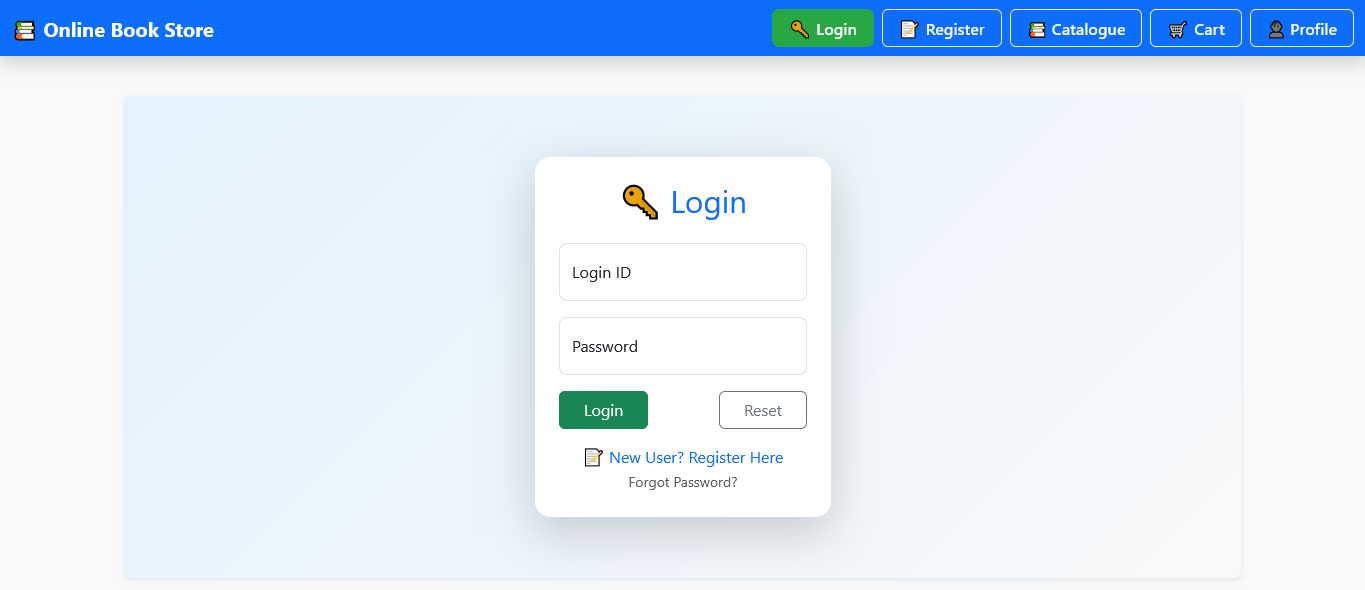 Online Book Store
Login
Register
Catalogue
Cart
Profile
Login
Login ID
Password
Login
Reset
New User? Register Here
Forgot Password?